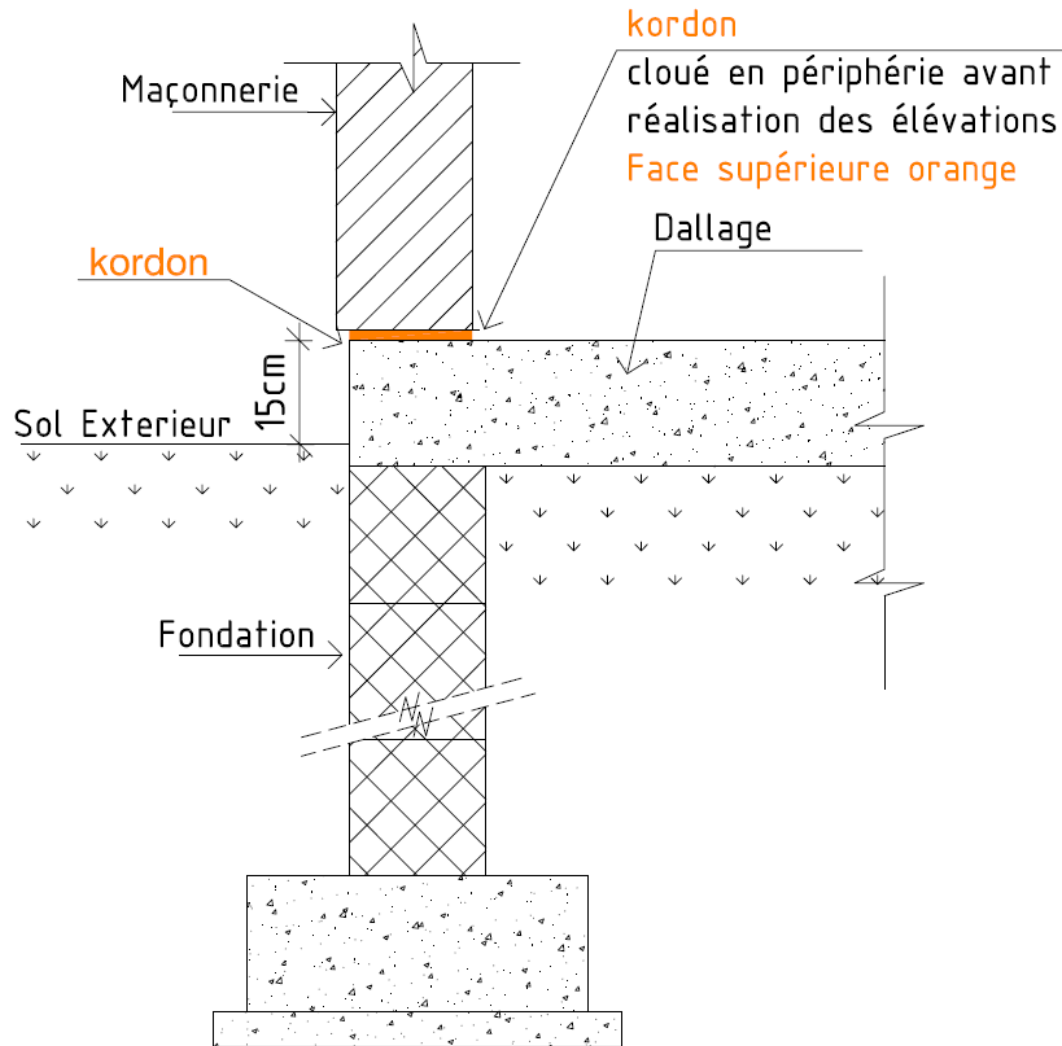 kordon
cloué en périphérie avant
réalisation des élévations
Face supérieure orange
Maçonnerie
Dallage
kordon
15cm
Sol Exterieur
Fondation